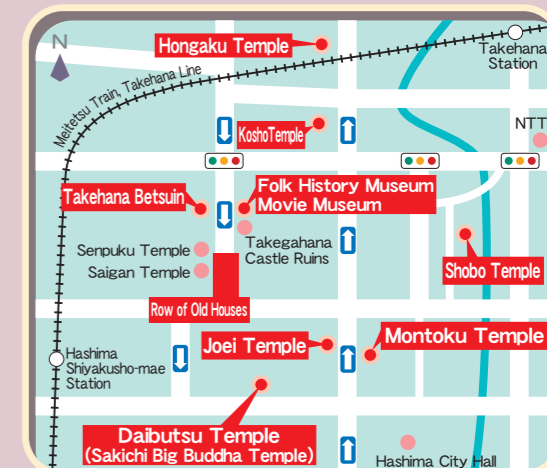 N
Hongaku Temple
Takehana
Station
Meitetsu Train, Takehana Line
NTT
KoshoTemple
Takehana Betsuin
Folk History Museum
Movie Museum
Takegahana
Castle Ruins
Senpuku Temple
Saigan Temple
Shobo Temple
Row of Old Houses
Joei Temple
Montoku Temple
Hashima
Shiyakusho-mae
Station
Daibutsu Temple
(Sakichi Big Buddha Temple)
Hashima City Hall